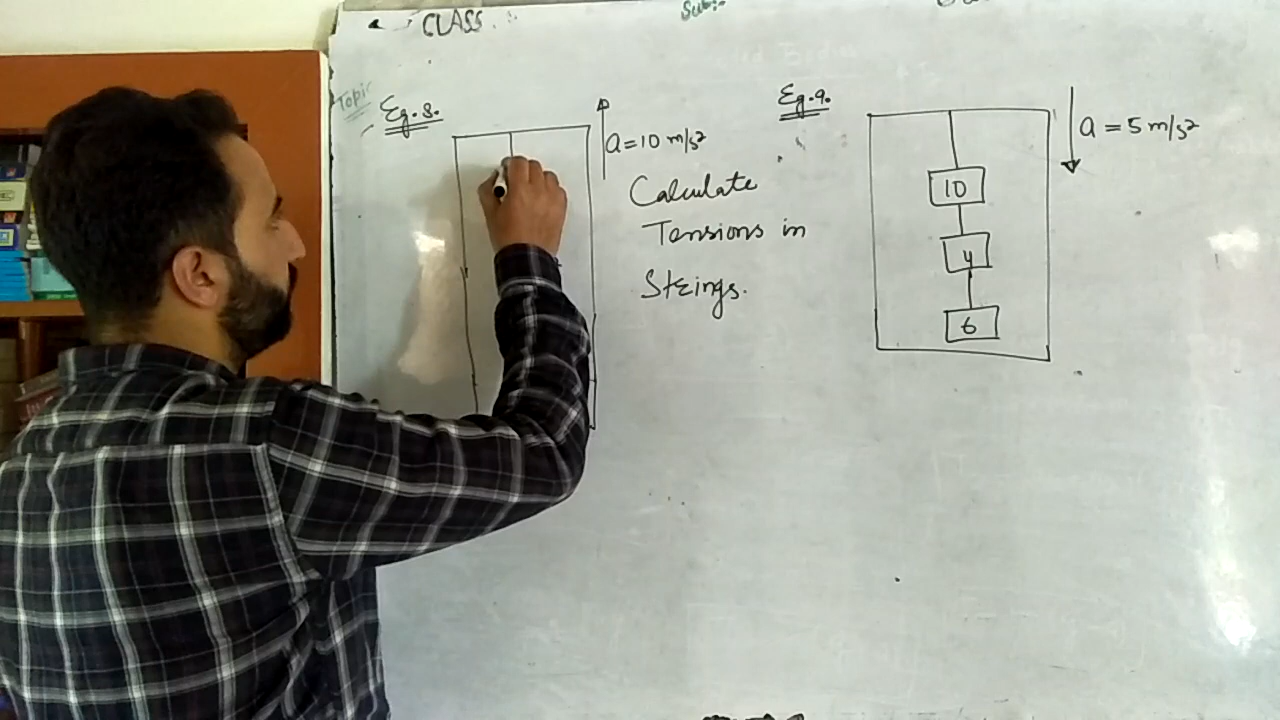 CLASS.
Sub:-
Topic
Eg.8.
a = 10 m/s²
Calculate
Tensions in
Strings.
Eg.9.
a = 5 m/s²
10
4
6